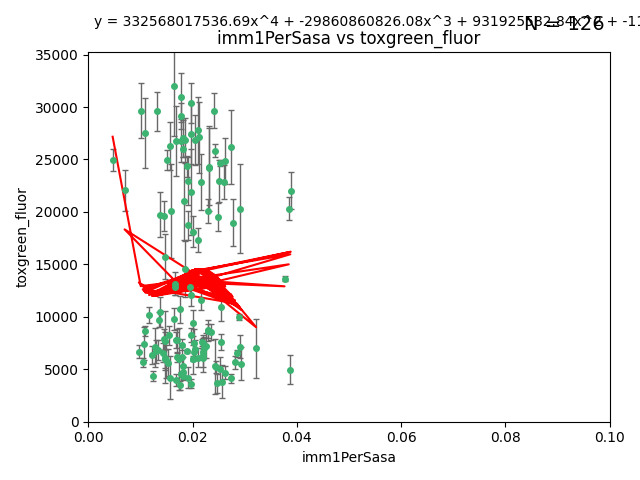 y = 332568017536.69x^4 + -29860860826.08x^3 +
N = 126
imm1PerSasa vs toxgreen_fluor
35000
30000
25000
20000
15000
10000
5000
0
toxgreen_fluor
0.00 0.02 0.04 0.06 0.08 0.10
imm1PerSasa